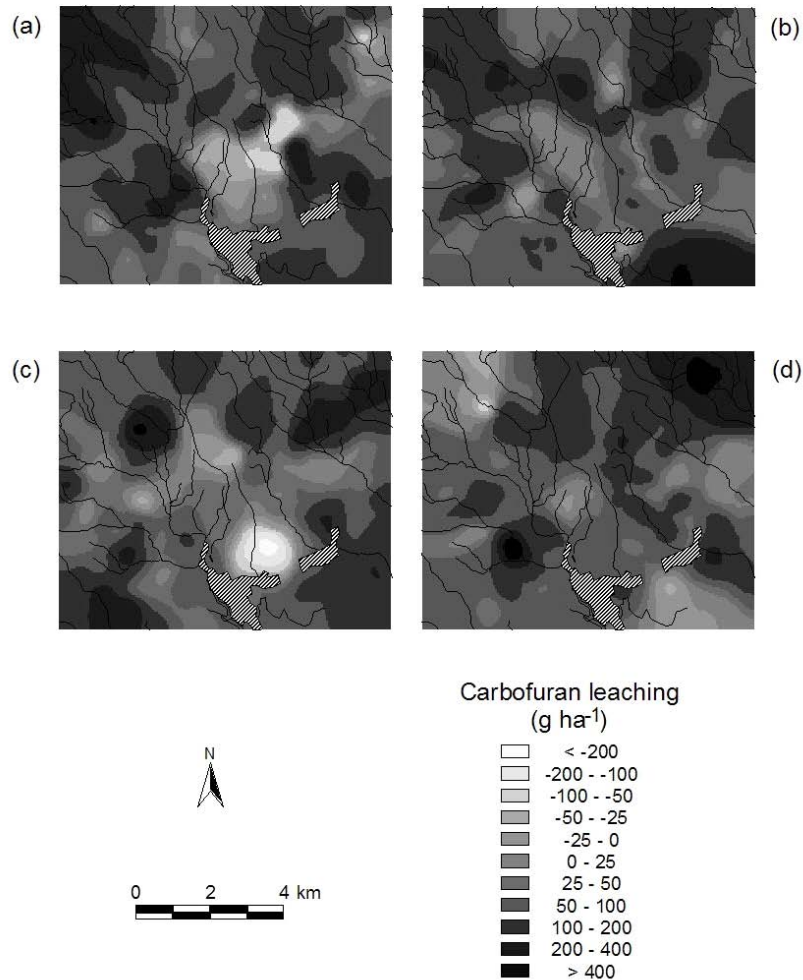 (a)
(b)
(c)
(d)
Carbofuran leaching
(g ha-1)
< -200
-200 - -100
-100 - -50
-50 - -25
-25 - 0
0 - 25
25 - 50
50 - 100
100 - 200
200 - 400
> 400
N
0 2 4 km